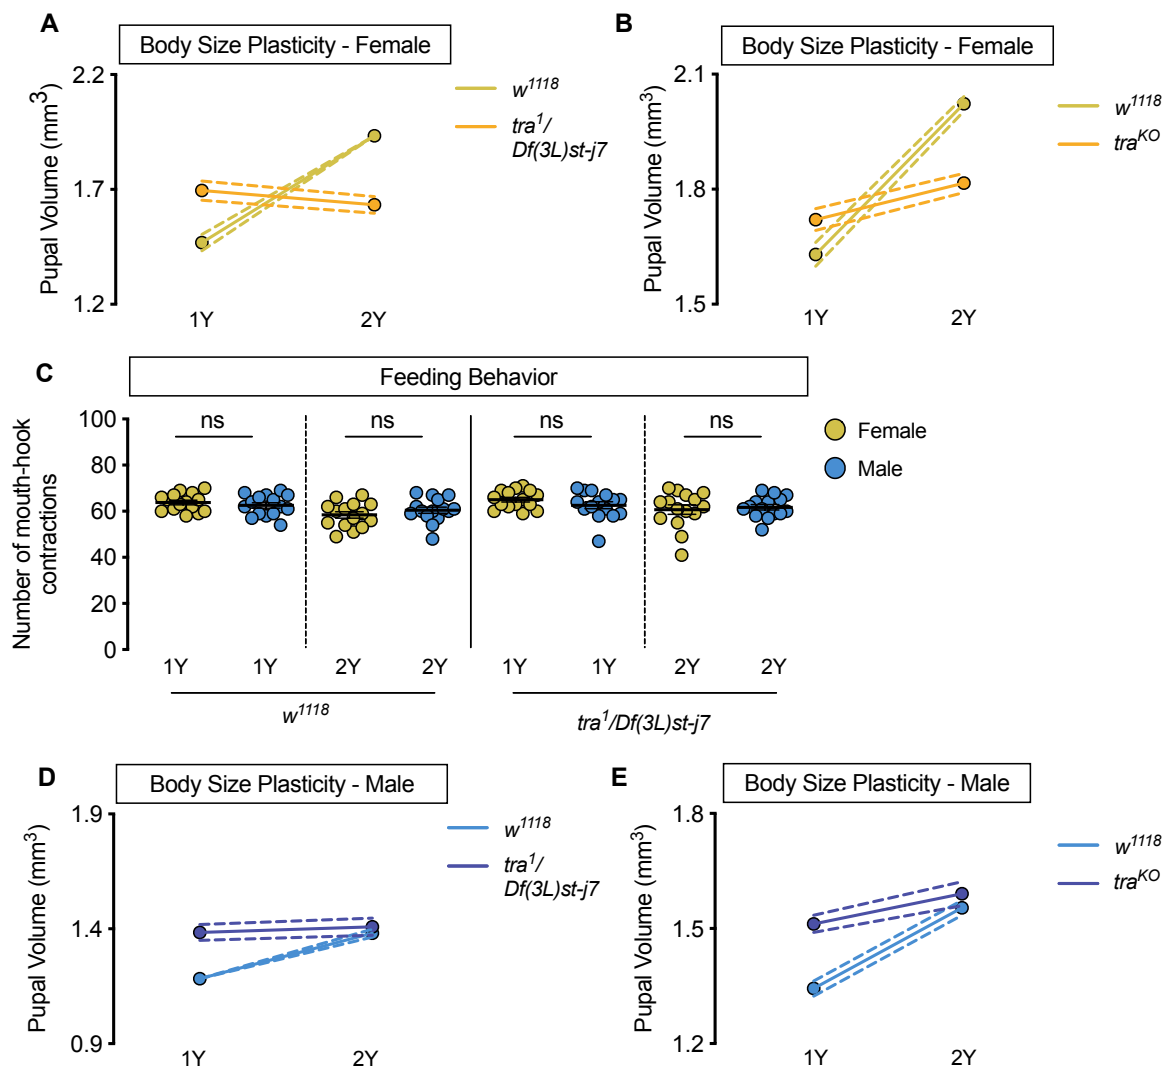 A
Body Size Plasticity - Female
Pupal Volume (mm³)
2.2
1.7
1.2
1Y 2Y
w¹¹¹⁸
tra¹/
Df(3L)st-j7
B
Body Size Plasticity - Female
Pupal Volume (mm³)
2.1
1.8
1.5
1Y 2Y
w¹¹¹⁸
traᴷᴼ
C
Feeding Behavior
Number of mouth-hook
contractions
100
80
60
40
20
0
ns ns ns ns
Female
Male
1Y 1Y 2Y 2Y 1Y 1Y 2Y 2Y
w¹¹¹⁸ tra¹/Df(3L)st-j7
D
Body Size Plasticity - Male
Pupal Volume (mm³)
1.9
1.4
0.9
1Y 2Y
w¹¹¹⁸
tra¹/
Df(3L)st-j7
E
Body Size Plasticity - Male
Pupal Volume (mm³)
1.8
1.5
1.2
1Y 2Y
w¹¹¹⁸
traᴷᴼ